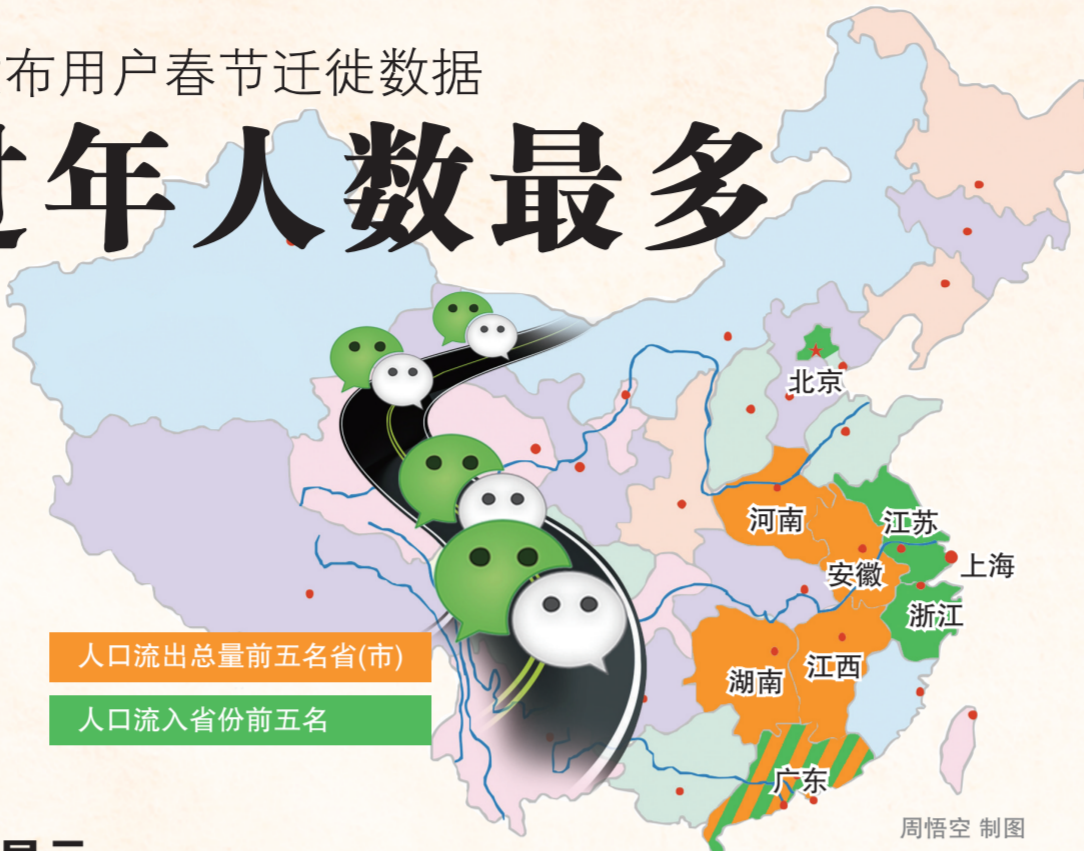 布用户春节迁徙数据
过年人数最多
北京
河南
江苏
安徽
上海
浙江
人口流出总量前五名省(市)
湖南
江西
人口流入省份前五名
广东
周悟空 制图